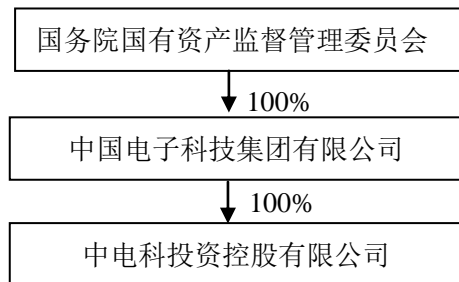 国务院国有资产监督管理委员会
100%
中国电子科技集团有限公司
100%
中电科投资控股有限公司